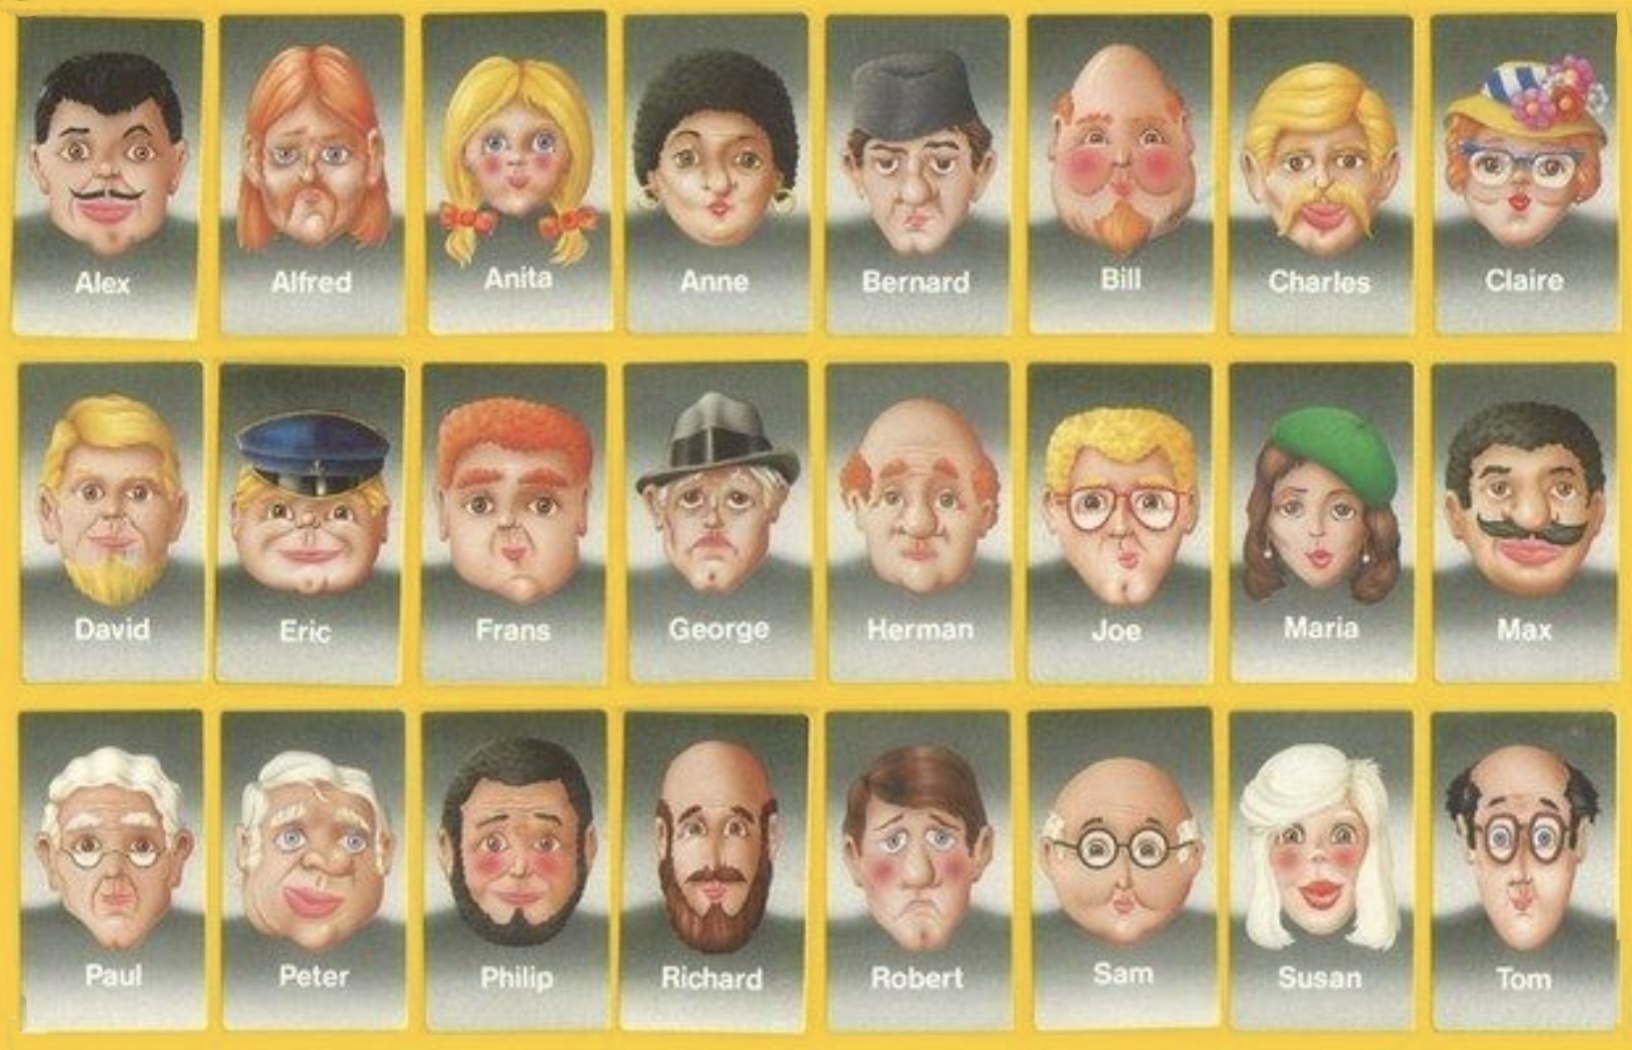 Alex
Alfred
Anita
Anne
Bernard
Bill
Charles
Claire
David
Eric
Frans
George
Herman
Joe
Maria
Max
Paul
Peter
Philip
Richard
Robert
Sam
Susan
Tom